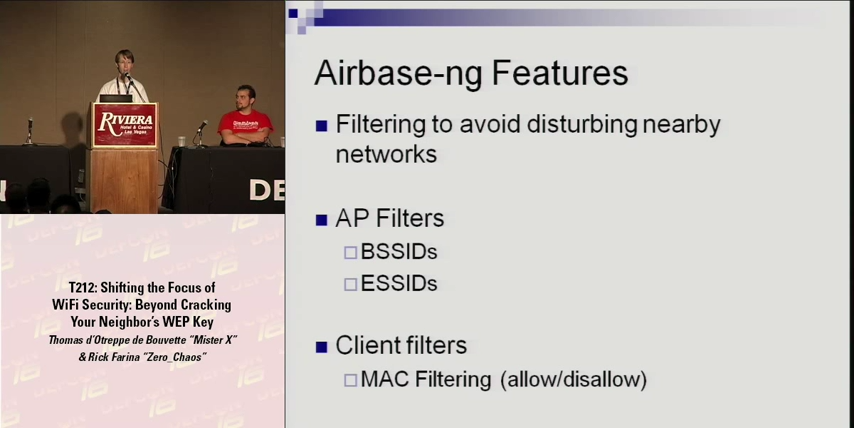 RIVIERA
Hotel & Casino
Las Vegas
DE
T212: Shifting the Focus of
WiFi Security: Beyond Cracking
Your Neighbor's WEP Key
Thomas d'Otreppe de Bouvette "Mister X"
& Rick Farina "Zero_Chaos"
Airbase-ng Features
Filtering to avoid disturbing nearby
networks
AP Filters
BSSIDs
ESSIDs
Client filters
MAC Filtering (allow/disallow)